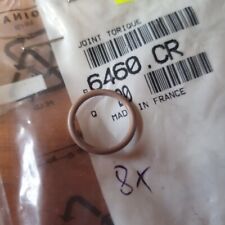 JOINT TORIQUE
6460.CR
MADE IN FRANCE
8x